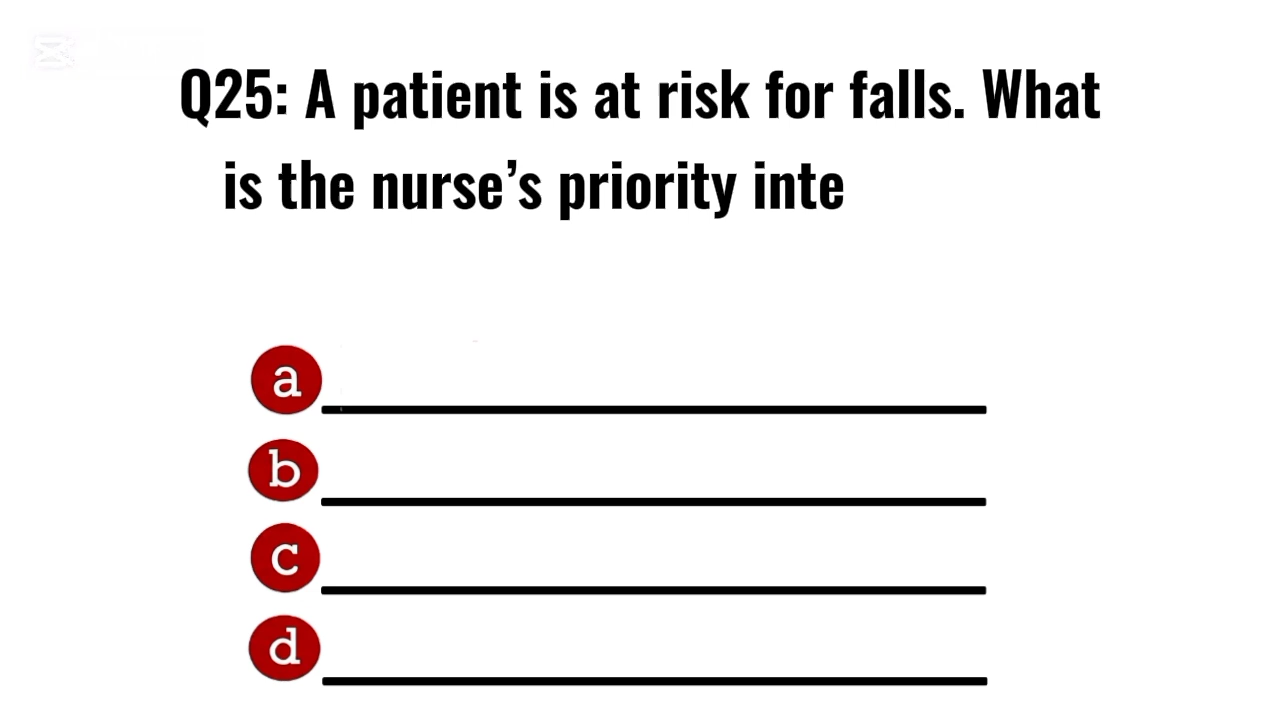 Q25: A patient is at risk for falls. What
is the nurse’s priority inte
a
b
c
d